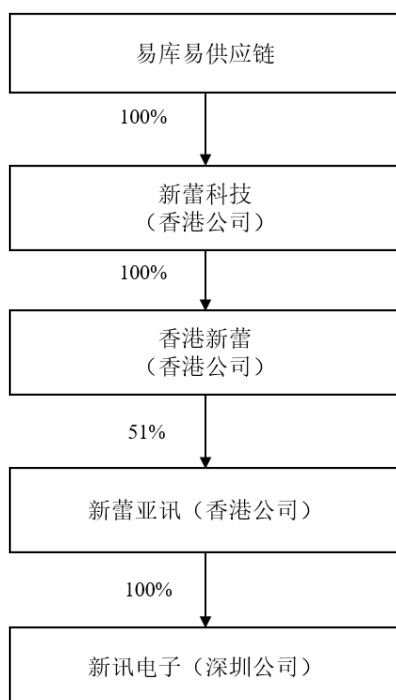 易库易供应链
100%
新蕾科技
（香港公司）
100%
香港新蕾
（香港公司）
51%
新蕾亚讯（香港公司）
100%
新讯电子（深圳公司）